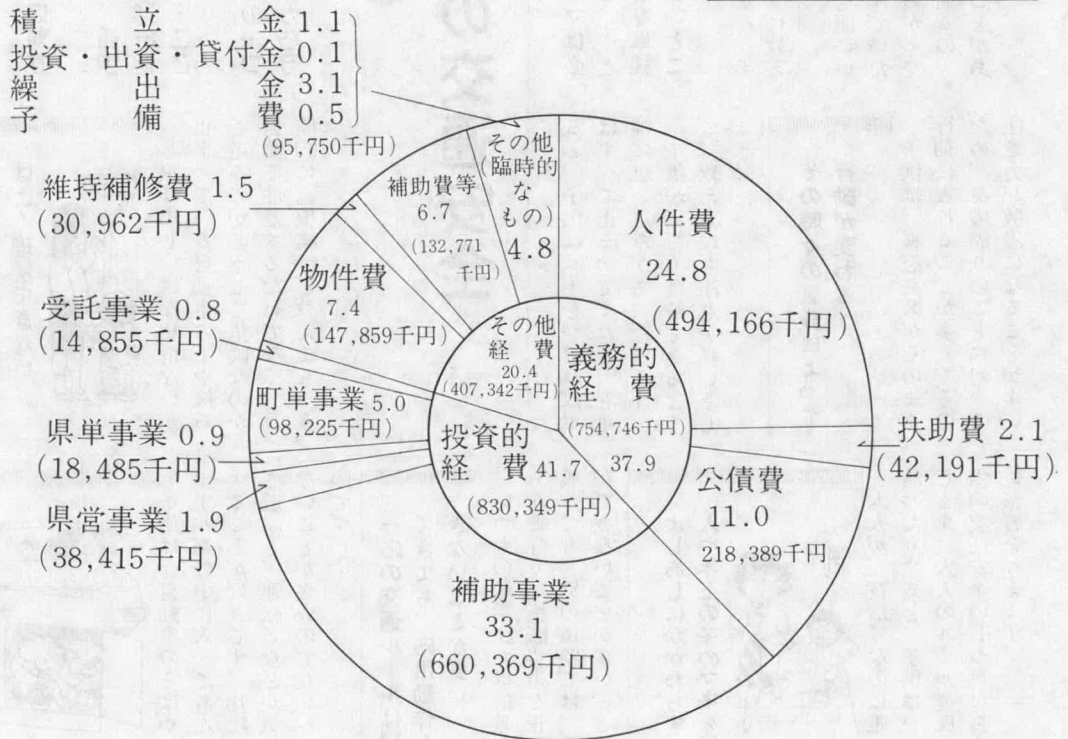 積立金 1.1
投資・出資・貸付金 0.1
繰出金 3.1
予備費 0.5
(95,750千円)
維持補修費 1.5
(30,962千円)
受託事業 0.8
(14,855千円)
県単事業 0.9
(18,485千円)
県営事業 1.9
(38,415千円)
その他
(臨時的
な
もの)
4.8
補助費等
6.7
(132,771
千円)
物件費
7.4
(147,859千円)
町単事業 5.0
(98,225千円)
人件費
24.8
(494,166千円)
扶助費 2.1
(42,191千円)
公債費
11.0
218,389千円
補助事業
33.1
(660,369千円)
その他
経費
20.4
(407,342千円)
義務的
経費
(754,746千円)
37.9
投資的
経費 41.7
(830,349千円)